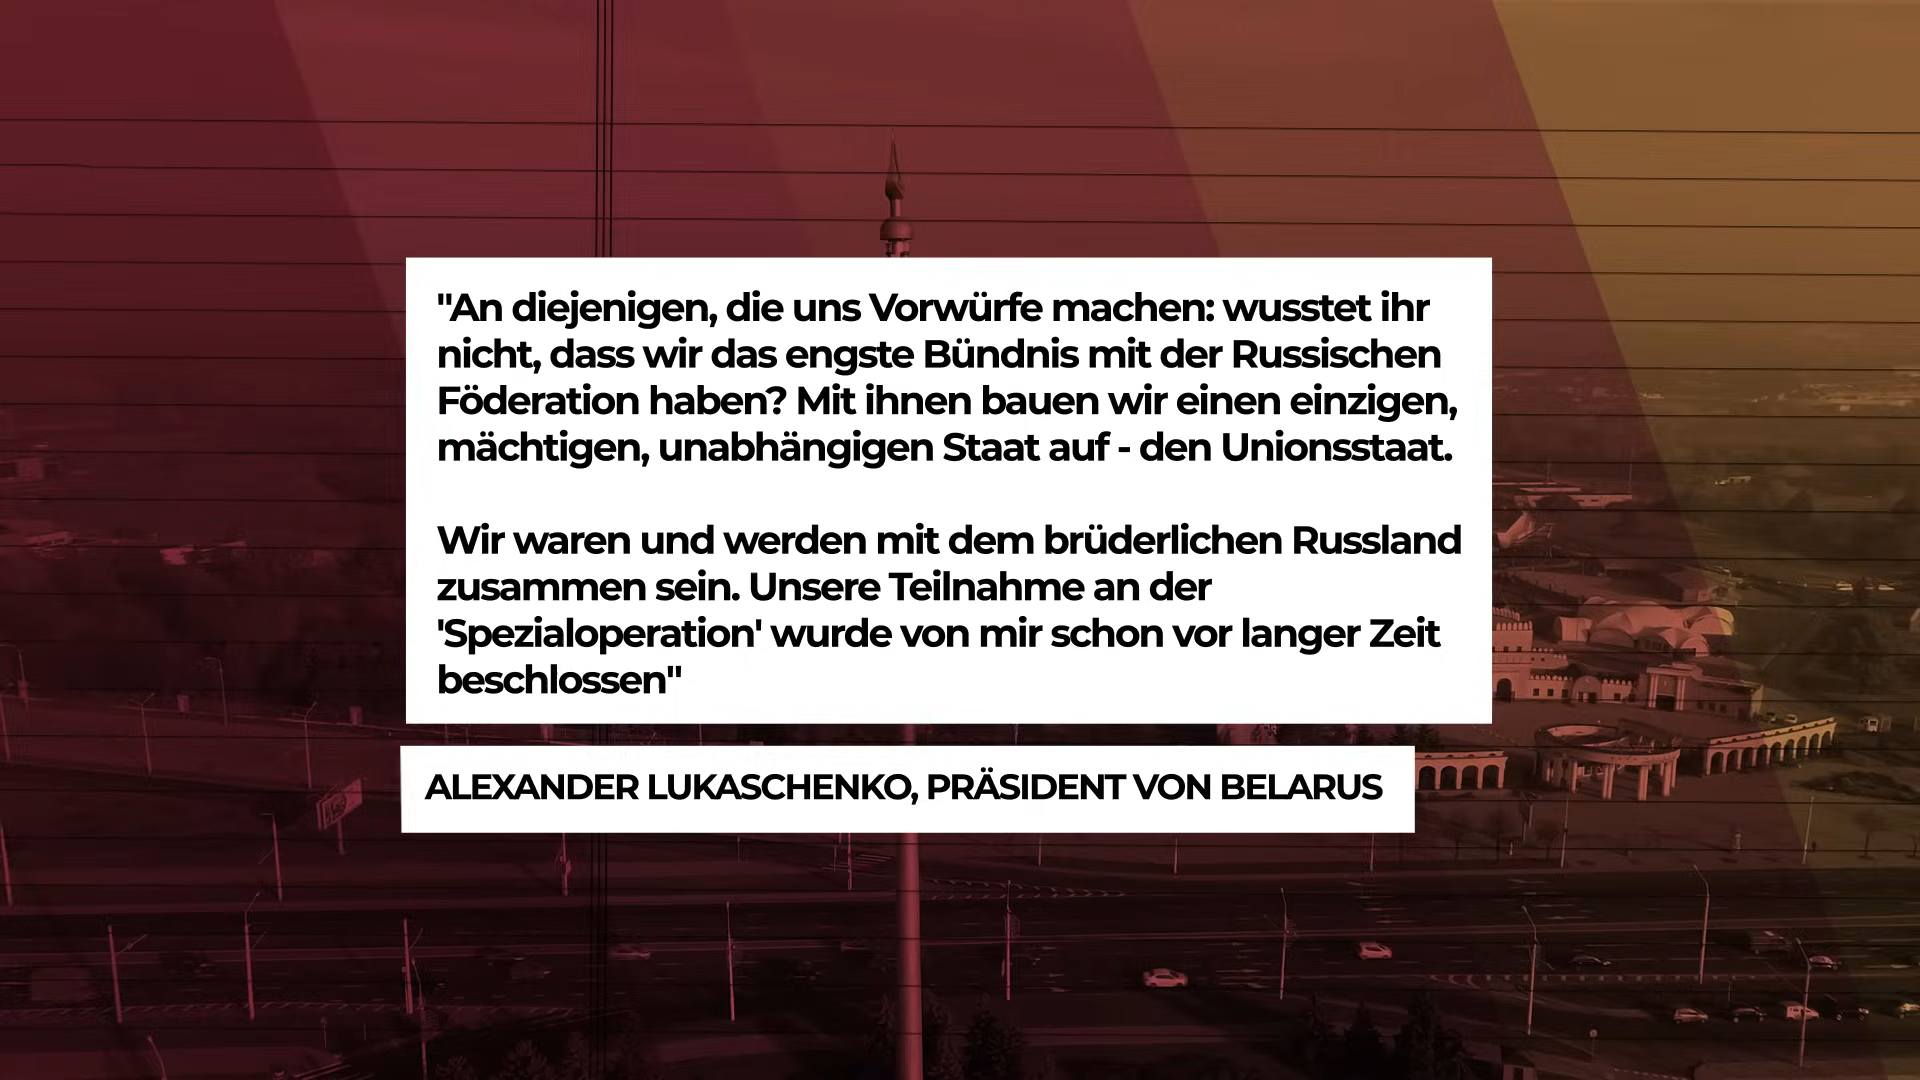 "An diejenigen, die uns Vorwürfe machen: wusstet ihr
nicht, dass wir das engste Bündnis mit der Russischen
Föderation haben? Mit ihnen bauen wir einen einzigen,
mächtigen, unabhängigen Staat auf - den Unionsstaat.
Wir waren und werden mit dem brüderlichen Russland
zusammen sein. Unsere Teilnahme an der
'Spezialoperation' wurde von mir schon vor langer Zeit
beschlossen"
ALEXANDER LUKASCHENKO, PRÄSIDENT VON BELARUS